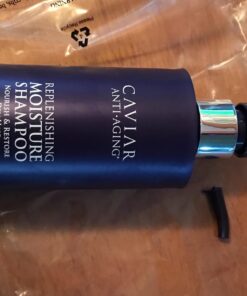 CAVIAR
ANTI·AGING®
REPLENISHING
MOISTURE
SHAMPOO
NOURISH & RESTORE